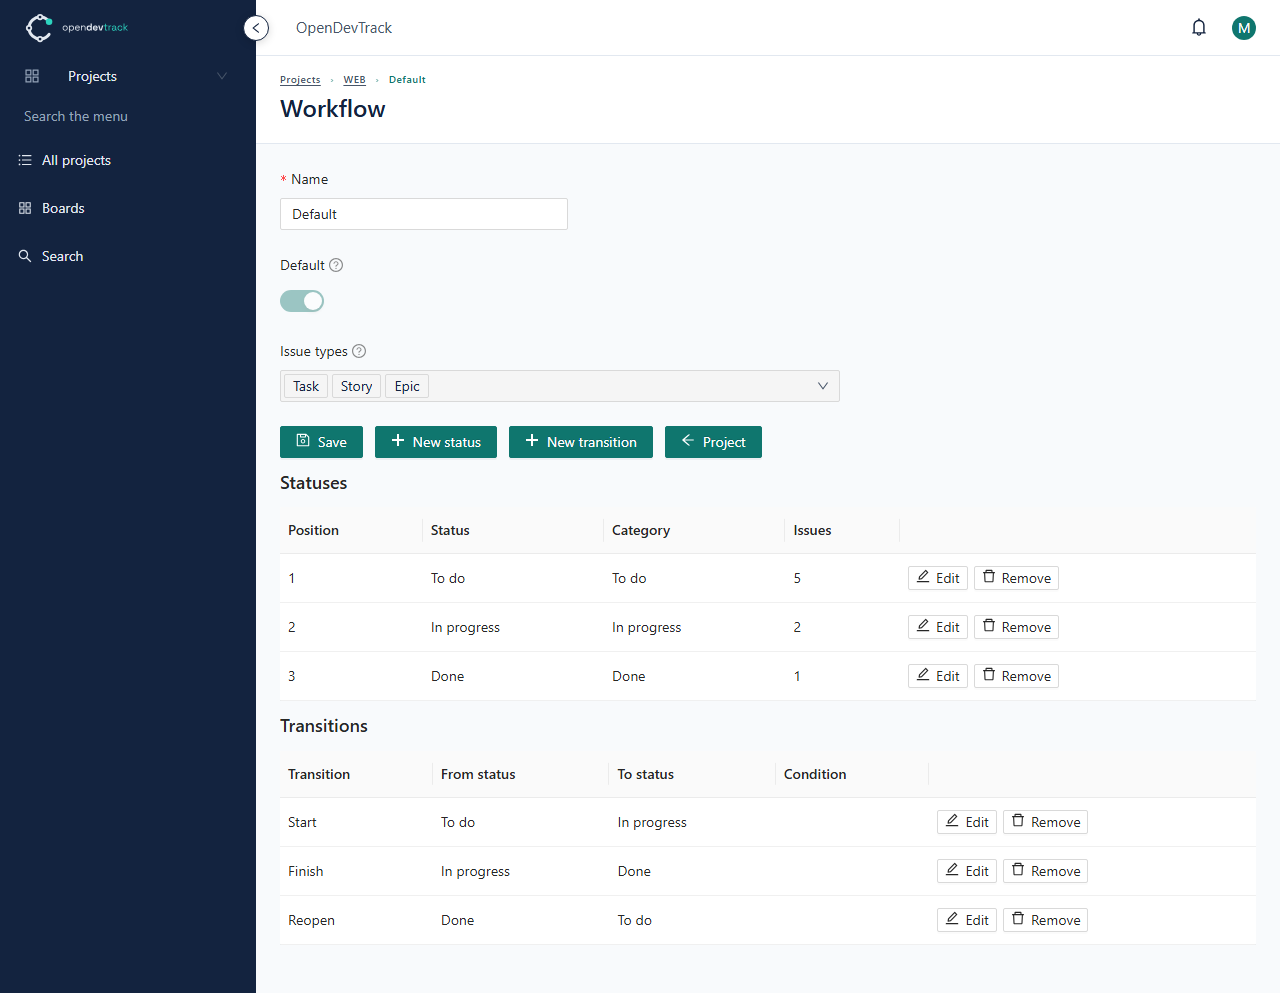 opendevtrack
OpenDevTrack
M
Projects
Search the menu
All projects
Boards
Search
Projects › WEB › Default
Workflow
* Name
Default
Default
Issue types
Task Story Epic
Save New status New transition Project
Statuses
Position Status Category Issues
1 To do To do 5 Edit Remove
2 In progress In progress 2 Edit Remove
3 Done Done 1 Edit Remove
Transitions
Transition From status To status Condition
Start To do In progress Edit Remove
Finish In progress Done Edit Remove
Reopen Done To do Edit Remove